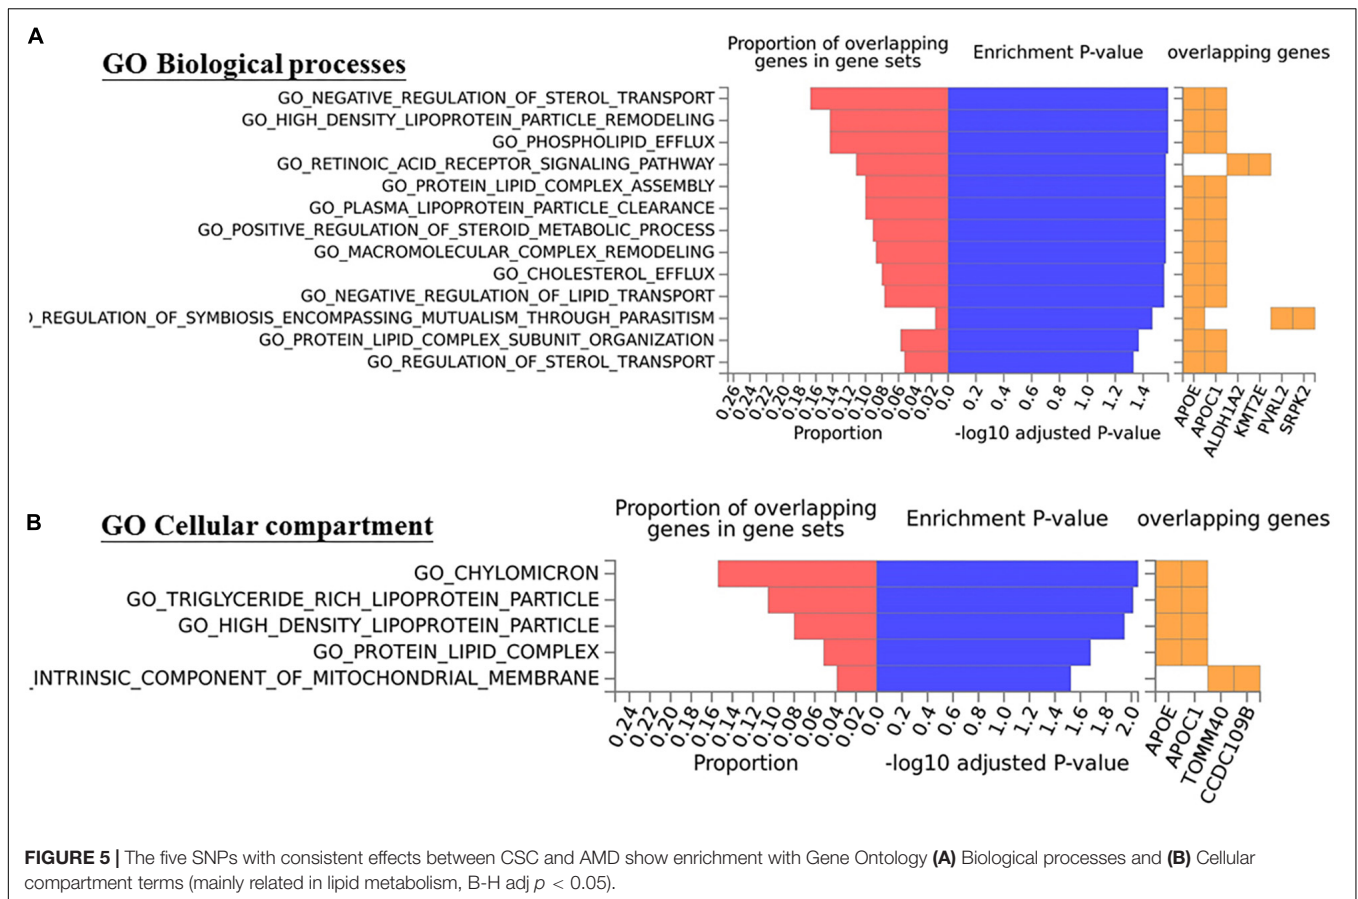 A
GO Biological processes
Proportion of overlapping
genes in gene sets
Enrichment P-value
overlapping genes
GO_NEGATIVE_REGULATION_OF_STEROL_TRANSPORT
GO_HIGH_DENSITY_LIPOPROTEIN_PARTICLE_REMODELING
GO_PHOSPHOLIPID_EFFLUX
GO_RETINOIC_ACID_RECEPTOR_SIGNALING_PATHWAY
GO_PROTEIN_LIPID_COMPLEX_ASSEMBLY
GO_PLASMA_LIPOPROTEIN_PARTICLE_CLEARANCE
GO_POSITIVE_REGULATION_OF_STEROID_METABOLIC_PROCESS
GO_MACROMOLECULAR_COMPLEX_REMODELING
GO_CHOLESTEROL_EFFLUX
GO_NEGATIVE_REGULATION_OF_LIPID_TRANSPORT
_REGULATION_OF_SYMBIOSIS_ENCOMPASSING_MUTUALISM_THROUGH_PARASITISM
GO_PROTEIN_LIPID_COMPLEX_SUBUNIT_ORGANIZATION
GO_REGULATION_OF_STEROL_TRANSPORT
0.26 0.24 0.22 0.20 0.18 0.16 0.14 0.12 0.10 0.08 0.06 0.04 0.02 0.0 0.2 0.4 0.6 0.8 1.0 1.2 1.4
APOE APOC1 ALDH1A2 KMT2E PVRL2 SRPK2
Proportion
-log10 adjusted P-value
B
GO Cellular compartment
Proportion of overlapping
genes in gene sets
Enrichment P-value
overlapping genes
GO_CHYLOMICRON
GO_TRIGLYCERIDE_RICH_LIPOPROTEIN_PARTICLE
GO_HIGH_DENSITY_LIPOPROTEIN_PARTICLE
GO_PROTEIN_LIPID_COMPLEX
_INTRINSIC_COMPONENT_OF_MITOCHONDRIAL_MEMBRANE
0.24 0.22 0.20 0.18 0.16 0.14 0.12 0.10 0.08 0.06 0.04 0.02 0.0 0.2 0.4 0.6 0.8 1.0 1.2 1.4 1.6 1.8 2.0
APOE APOC1 TOMM40 CCDC109B
Proportion
-log10 adjusted P-value
FIGURE 5 | The five SNPs with consistent effects between CSC and AMD show enrichment with Gene Ontology (A) Biological processes and (B) Cellular
compartment terms (mainly related in lipid metabolism, B-H adj p < 0.05).